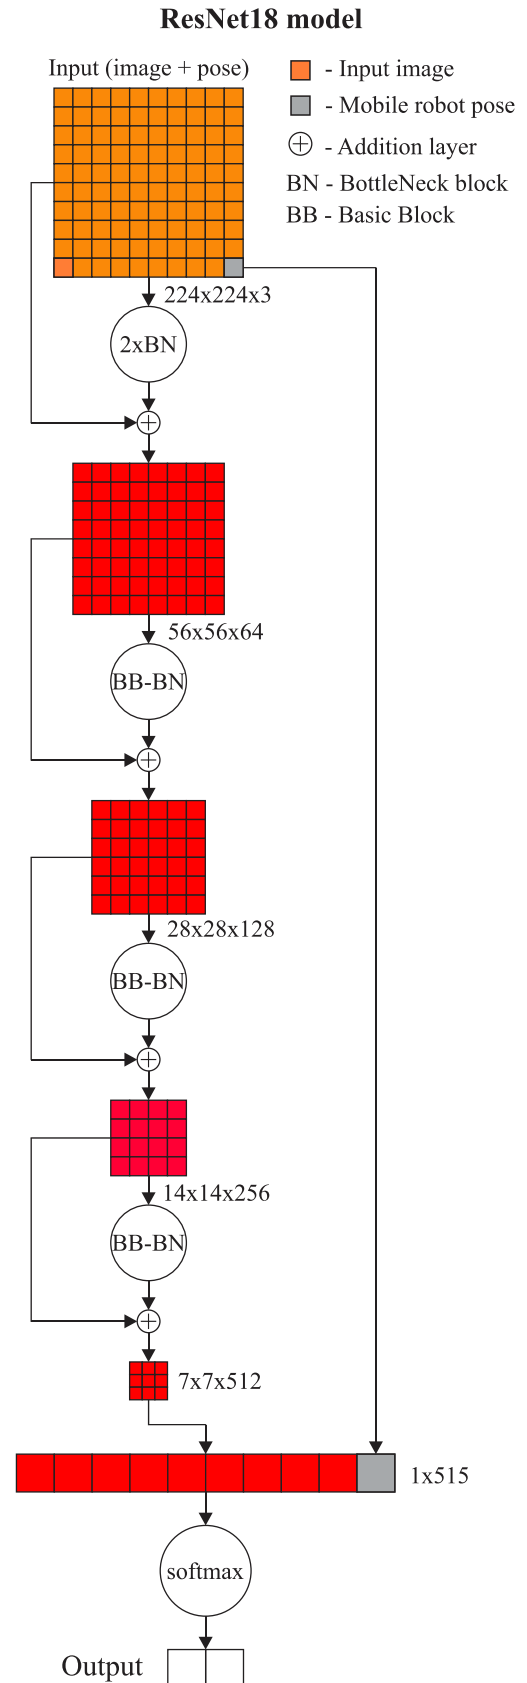 ResNet18 model
Input (image + pose)
- Input image
- Mobile robot pose
- Addition layer
BN - BottleNeck block
BB - Basic Block
224x224x3
2xBN
56x56x64
BB-BN
28x28x128
BB-BN
14x14x256
BB-BN
7x7x512
1x515
softmax
Output